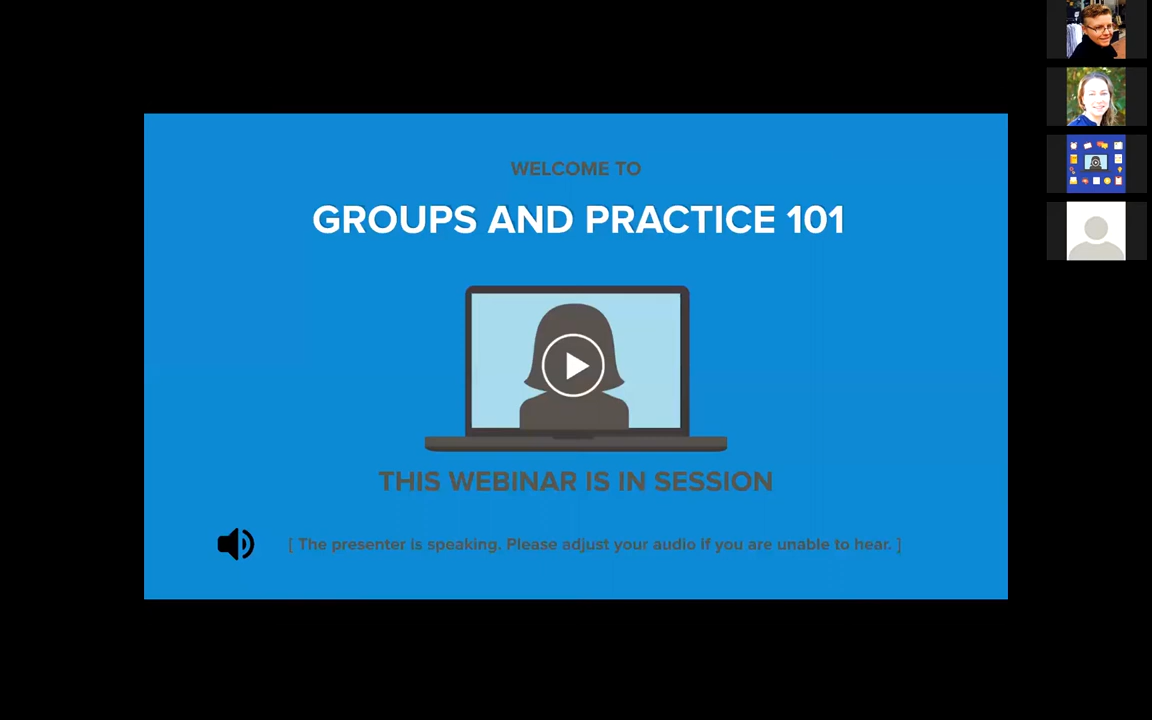 WELCOME TO
GROUPS AND PRACTICE 101
THIS WEBINAR IS IN SESSION
[ The presenter is speaking. Please adjust your audio if you are unable to hear. ]